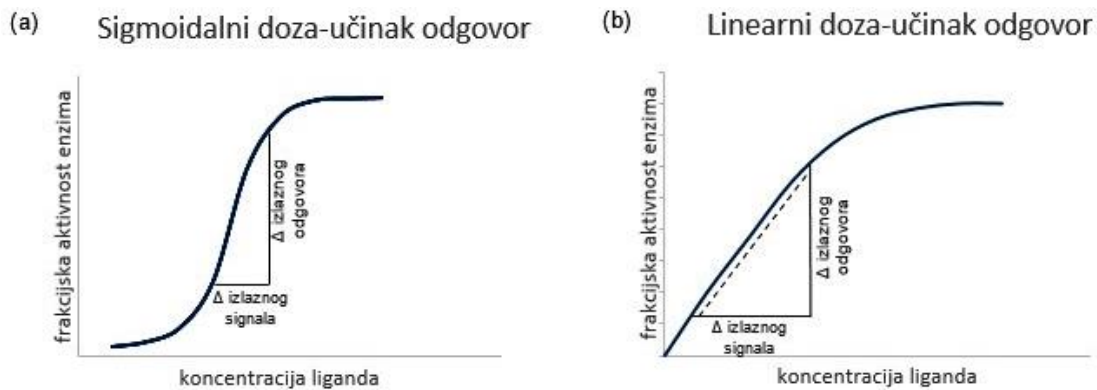 (a) Sigmoidalni doza-učinak odgovor
frakcijska aktivnost enzima
Δ izlaznog
odgovora
Δ izlaznog
signala
koncentracija liganda
(b) Linearni doza-učinak odgovor
frakcijska aktivnost enzima
Δ izlaznog
odgovora
Δ izlaznog
signala
koncentracija liganda